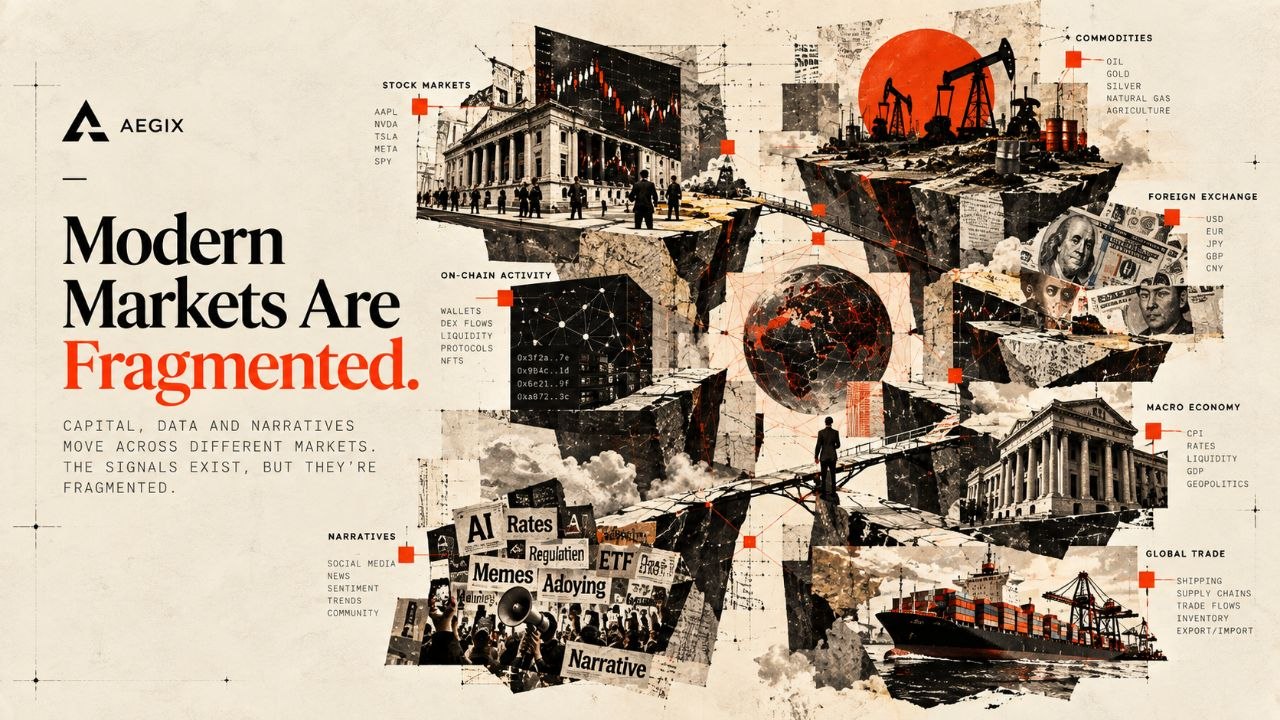 AEGIX
Modern
Markets Are
Fragmented.
CAPITAL, DATA AND NARRATIVES
MOVE ACROSS DIFFERENT MARKETS.
THE SIGNALS EXIST, BUT THEY'RE
FRAGMENTED.
STOCK MARKETS
AAPL
NVDA
TSLA
META
SPY
COMMODITIES
OIL
GOLD
SILVER
NATURAL GAS
AGRICULTURE
FOREIGN EXCHANGE
USD
EUR
JPY
GBP
CNY
ON-CHAIN ACTIVITY
WALLETS
DEX FLOWS
LIQUIDITY
PROTOCOLS
NFTS
0x3f2a..7e
0x9B4c..1d
0x6e21..9f
0xa872..3c
MACRO ECONOMY
CPI
RATES
LIQUIDITY
GDP
GEOPOLITICS
NARRATIVES
SOCIAL MEDIA
NEWS
SENTIMENT
TRENDS
COMMUNITY
AI
Rates
Regulation
ETF
Memes
Adoying
Narrative
GLOBAL TRADE
SHIPPING
SUPPLY CHAINS
TRADE FLOWS
INVENTORY
EXPORT/IMPORT